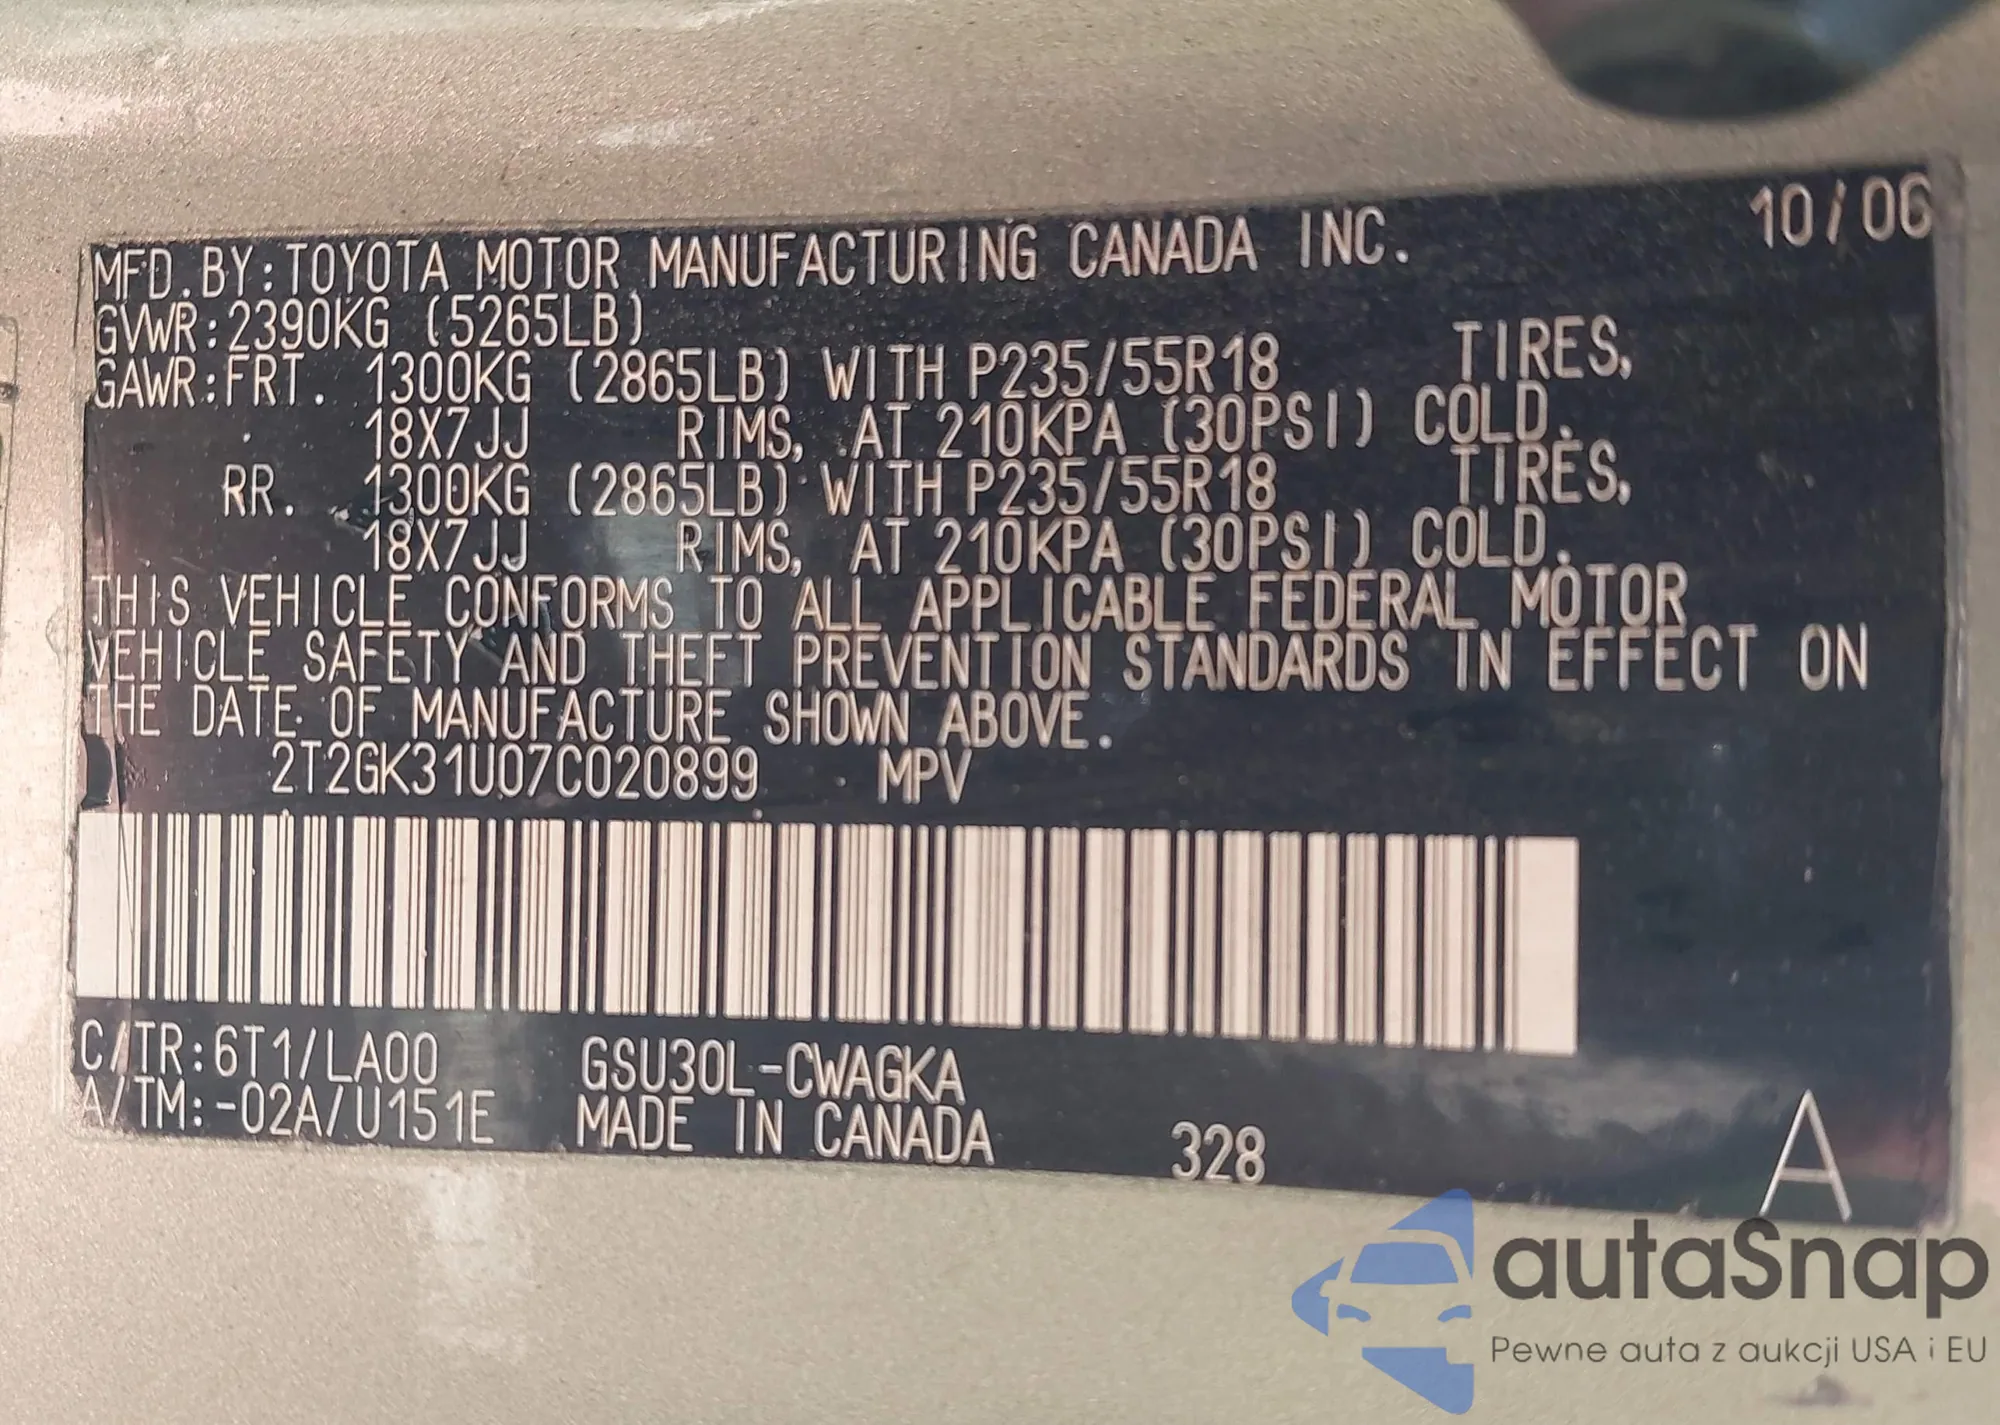 10/06
MFD. BY: TOYOTA MOTOR MANUFACTURING CANADA INC.
GVWR: 2390KG (5265LB)
GAWR: FRT. 1300KG (2865LB) WITH P235/55R18 TIRES,
18X7JJ RIMS, AT 210KPA (30PSI) COLD.
RR. 1300KG (2865LB) WITH P235/55R18 TIRES,
18X7JJ RIMS, AT 210KPA (30PSI) COLD.
THIS VEHICLE CONFORMS TO ALL APPLICABLE FEDERAL MOTOR
VEHICLE SAFETY AND THEFT PREVENTION STANDARDS IN EFFECT ON
THE DATE OF MANUFACTURE SHOWN ABOVE.
2T2GK31U07C020899 MPV
C/TR: 6T1/LA00 GSU30L-CWAGKA
A/TM: -02A/U151E MADE IN CANADA 328 A
autaSnap
Pewne auta z aukcji USA i EU